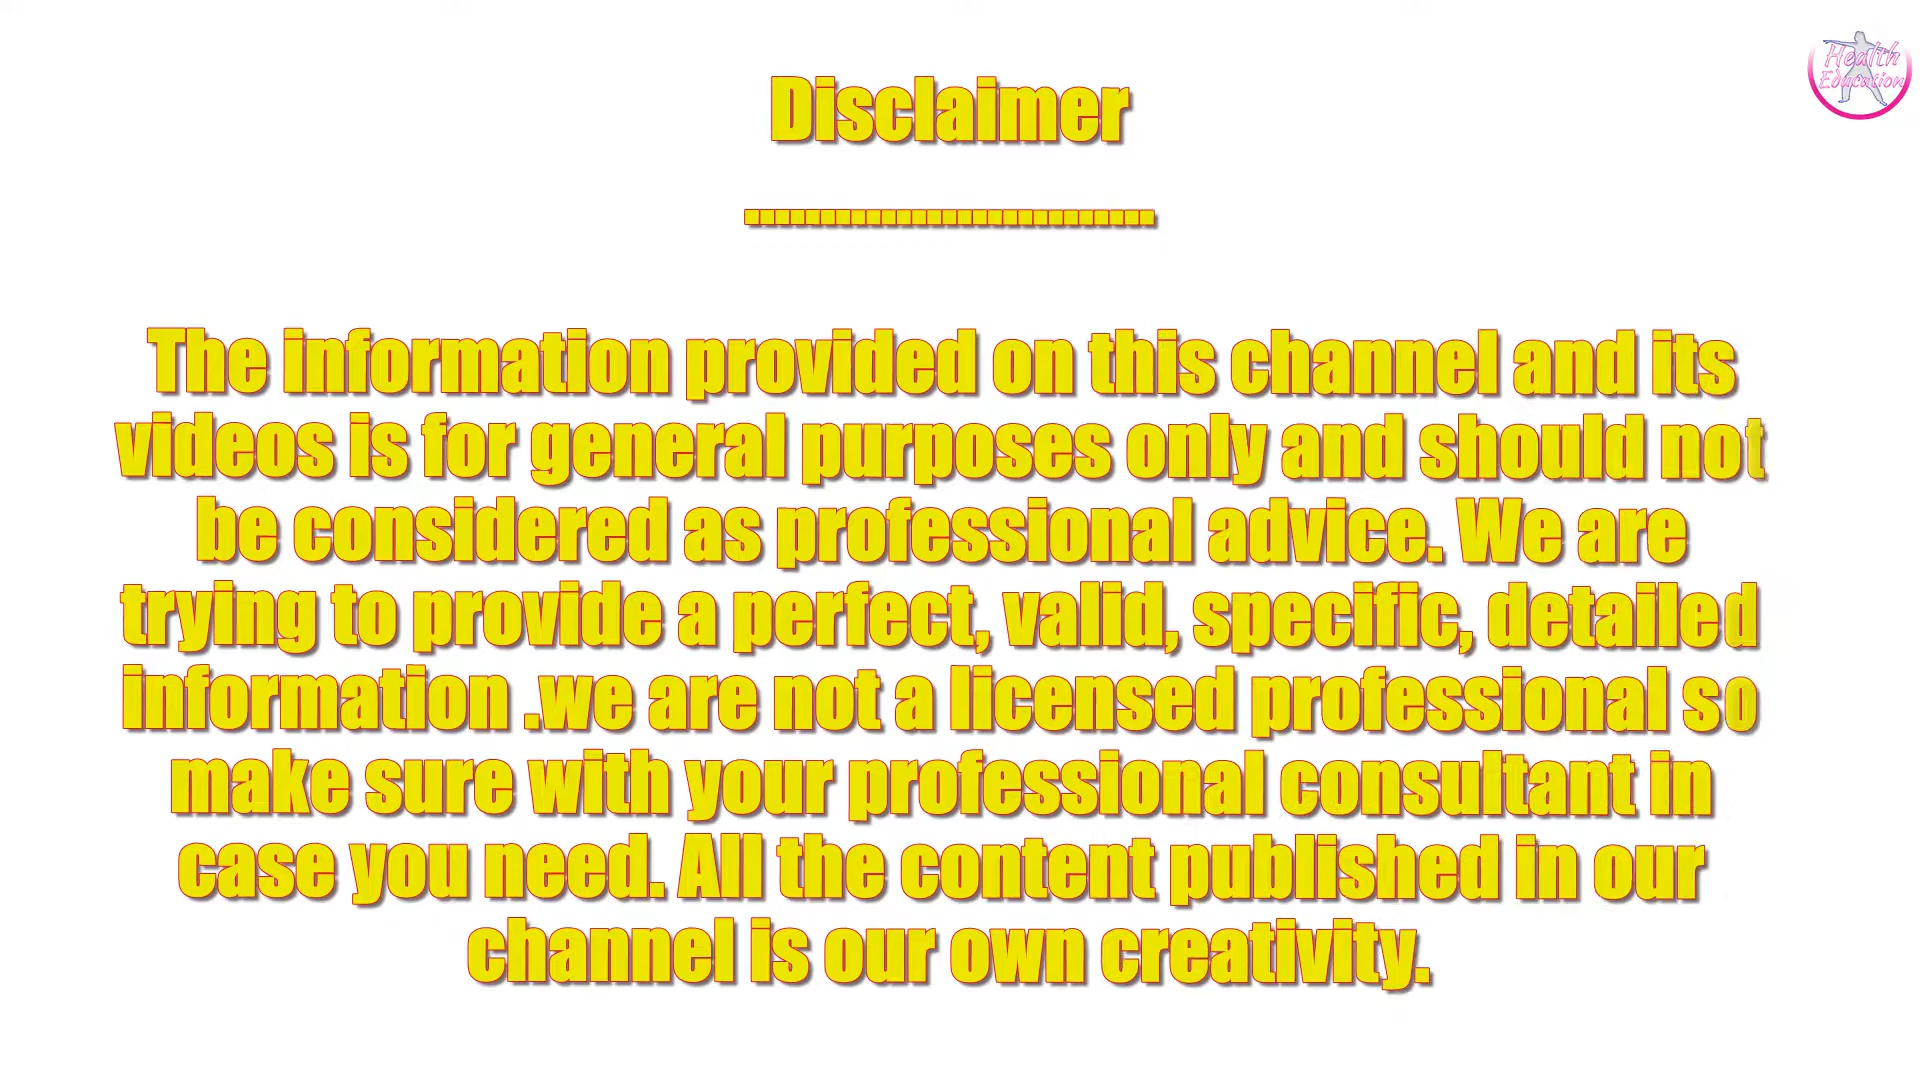 Health
Education
Disclaimer
...........................
The information provided on this channel and its
videos is for general purposes only and should not
be considered as professional advice. We are
trying to provide a perfect, valid, specific, detailed
information .we are not a licensed professional so
make sure with your professional consultant in
case you need. All the content published in our
channel is our own creativity.